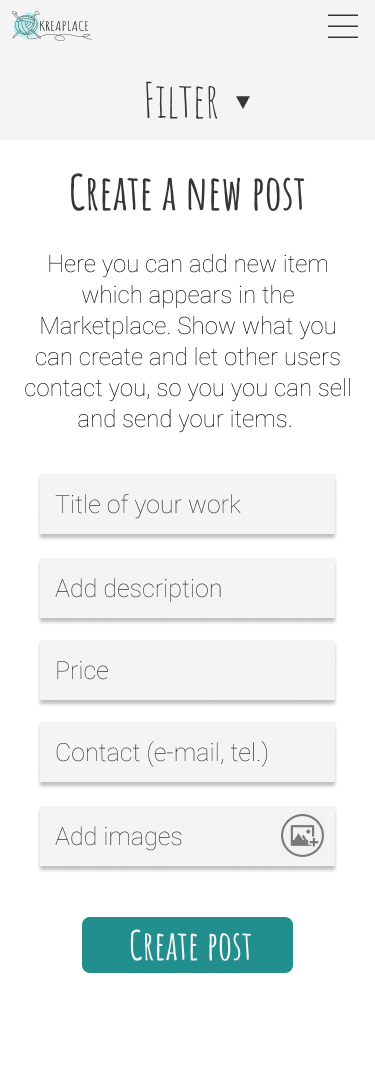 KREAPLACE
FILTER ▼
CREATE A NEW POST
Here you can add new item
which appears in the
Marketplace. Show what you
can create and let other users
contact you, so you you can sell
and send your items.
Title of your work
Add description
Price
Contact (e-mail, tel.)
Add images
CREATE POST